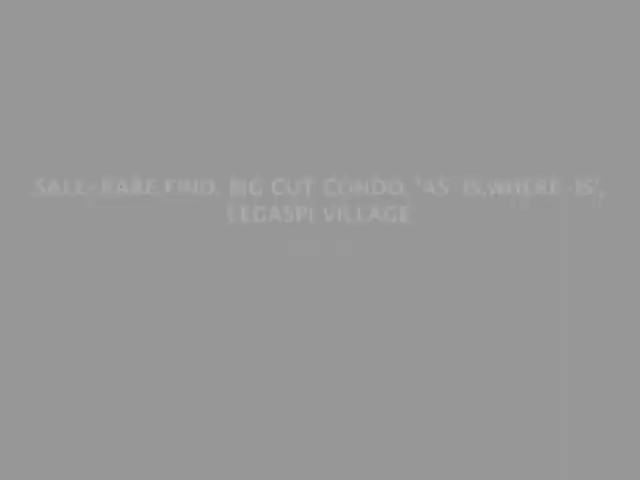 SALE- RARE FIND, BIG CUT CONDO, 'AS-IS,WHERE-IS',
LEGASPI VILLAGE